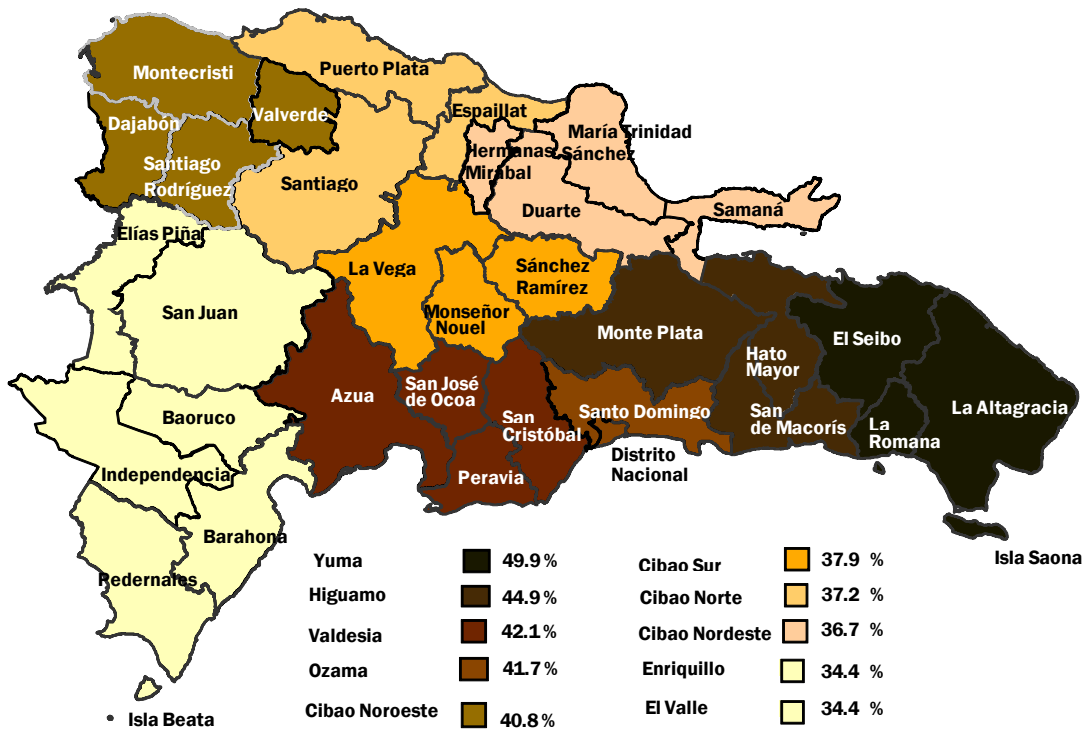 Montecristi
Puerto Plata
Espaillat
Valverde
Dajabón
María Trinidad
Sánchez
Hermanas
Mirabal
Santiago
Rodríguez
Santiago
Duarte
Samaná
Elías Piña
La Vega
Sánchez
Ramírez
San Juan
Monseñor
Nouel
Monte Plata
El Seibo
Hato
Mayor
Azua
San José
de Ocoa
Baoruco
San
Cristóbal
Santo Domingo
San
de Macorís
La
Romana
La Altagracia
Distrito
Nacional
Independencia
Peravia
Barahona
Pedernales
Isla Saona
Isla Beata
Yuma 49.9 %
Higuamo 44.9 %
Valdesia 42.1 %
Ozama 41.7 %
Cibao Noroeste 40.8 %
Cibao Sur 37.9 %
Cibao Norte 37.2 %
Cibao Nordeste 36.7 %
Enriquillo 34.4 %
El Valle 34.4 %